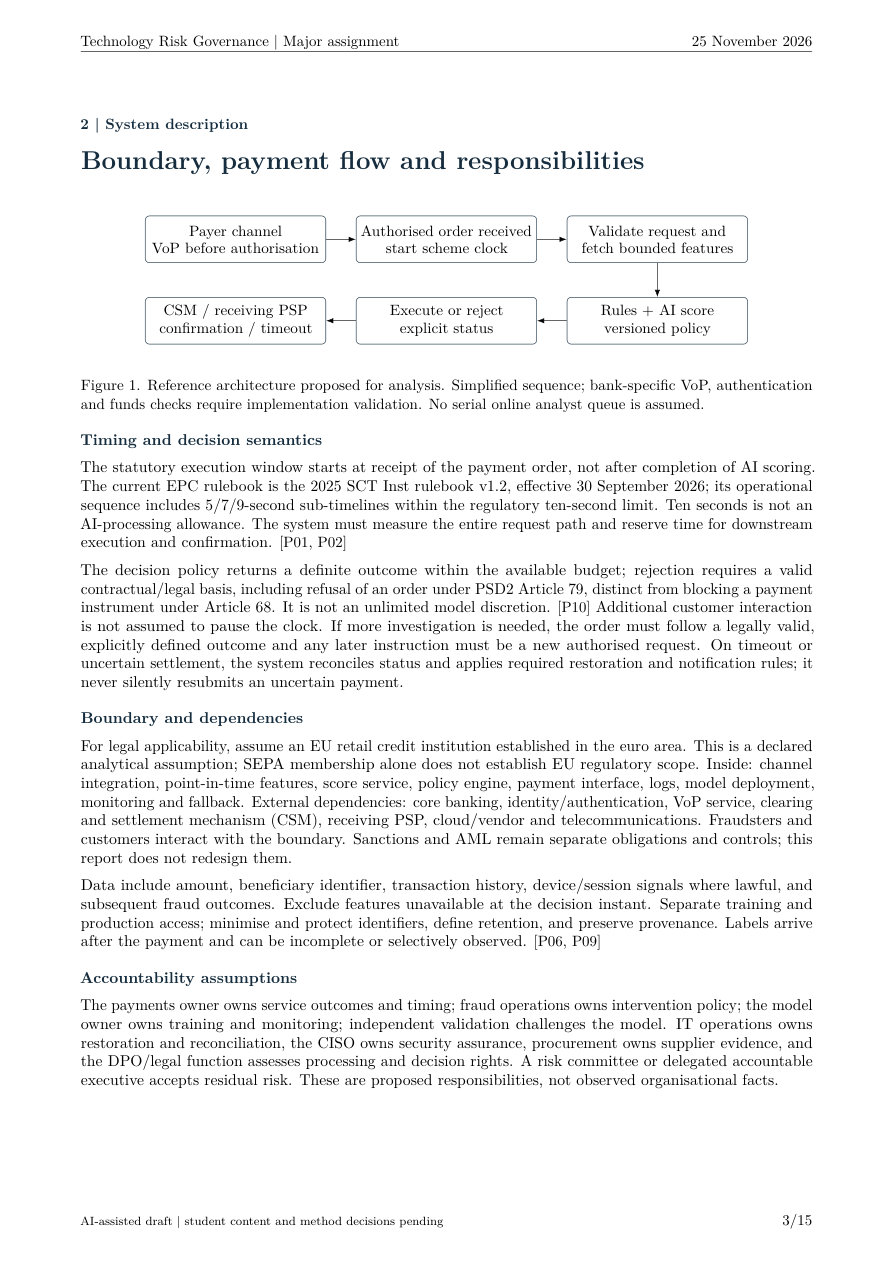 Technology Risk Governance | Major assignment
25 November 2026
2 | System description
Boundary, payment flow and responsibilities
Payer channel
VoP before authorisation
Authorised order received
start scheme clock
Validate request and
fetch bounded features
CSM / receiving PSP
confirmation / timeout
Execute or reject
explicit status
Rules + AI score
versioned policy
Figure 1. Reference architecture proposed for analysis. Simplified sequence; bank-specific VoP, authentication
and funds checks require implementation validation. No serial online analyst queue is assumed.
Timing and decision semantics
The statutory execution window starts at receipt of the payment order, not after completion of AI scoring.
The current EPC rulebook is the 2025 SCT Inst rulebook v1.2, effective 30 September 2026; its operational
sequence includes 5/7/9-second sub-timelines within the regulatory ten-second limit. Ten seconds is not an
AI-processing allowance. The system must measure the entire request path and reserve time for downstream
execution and confirmation. [P01, P02]
The decision policy returns a definite outcome within the available budget; rejection requires a valid
contractual/legal basis, including refusal of an order under PSD2 Article 79, distinct from blocking a payment
instrument under Article 68. It is not an unlimited model discretion. [P10] Additional customer interaction
is not assumed to pause the clock. If more investigation is needed, the order must follow a legally valid,
explicitly defined outcome and any later instruction must be a new authorised request. On timeout or
uncertain settlement, the system reconciles status and applies required restoration and notification rules; it
never silently resubmits an uncertain payment.
Boundary and dependencies
For legal applicability, assume an EU retail credit institution established in the euro area. This is a declared
analytical assumption; SEPA membership alone does not establish EU regulatory scope. Inside: channel
integration, point-in-time features, score service, policy engine, payment interface, logs, model deployment,
monitoring and fallback. External dependencies: core banking, identity/authentication, VoP service, clearing
and settlement mechanism (CSM), receiving PSP, cloud/vendor and telecommunications. Fraudsters and
customers interact with the boundary. Sanctions and AML remain separate obligations and controls; this
report does not redesign them.
Data include amount, beneficiary identifier, transaction history, device/session signals where lawful, and
subsequent fraud outcomes. Exclude features unavailable at the decision instant. Separate training and
production access; minimise and protect identifiers, define retention, and preserve provenance. Labels arrive
after the payment and can be incomplete or selectively observed. [P06, P09]
Accountability assumptions
The payments owner owns service outcomes and timing; fraud operations owns intervention policy; the model
owner owns training and monitoring; independent validation challenges the model. IT operations owns
restoration and reconciliation, the CISO owns security assurance, procurement owns supplier evidence, and
the DPO/legal function assesses processing and decision rights. A risk committee or delegated accountable
executive accepts residual risk. These are proposed responsibilities, not observed organisational facts.
AI-assisted draft | student content and method decisions pending
3/15